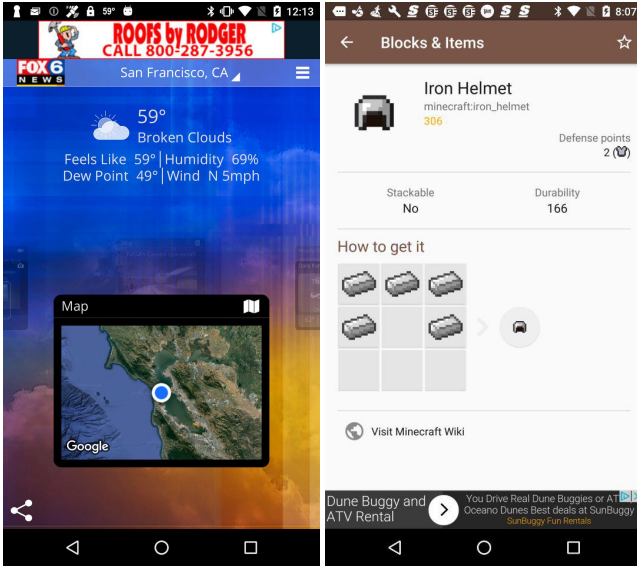 59°
12:13
ROOFS by RODGER
CALL 800-287-3956
FOX 6
NEWS
San Francisco, CA
59°
Broken Clouds
Feels Like 59° | Humidity 69%
Dew Point 49° | Wind N 5mph
Map
Google
8:07
Blocks & Items
Iron Helmet
minecraft:iron_helmet
306
Defense points
2 ( )
Stackable
No
Durability
166
How to get it
Visit Minecraft Wiki
Dune Buggy and
ATV Rental
You Drive Real Dune Buggies or AT
Oceano Dunes Best deals at SunBuggy
SunBuggy Fun Rentals